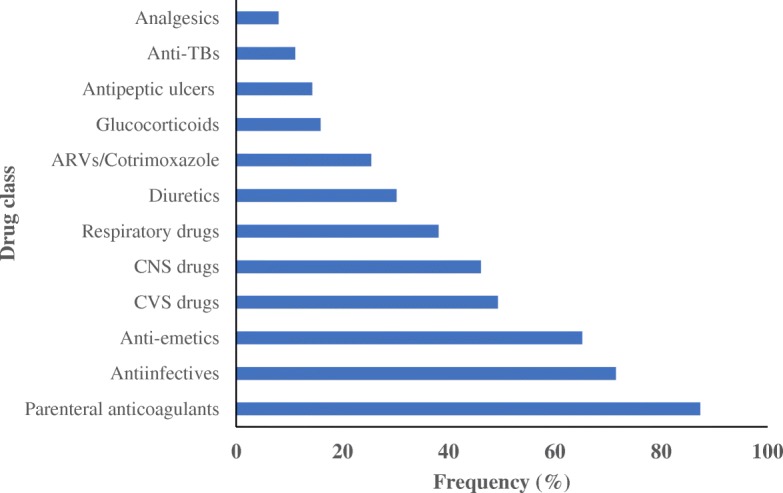 Analgesics
Anti-TBs
Antipeptic ulcers
Glucocorticoids
ARVs/Cotrimoxazole
Diuretics
Respiratory drugs
CNS drugs
CVS drugs
Anti-emetics
Antiinfectives
Parenteral anticoagulants
Drug class
0 20 40 60 80 100
Frequency (%)